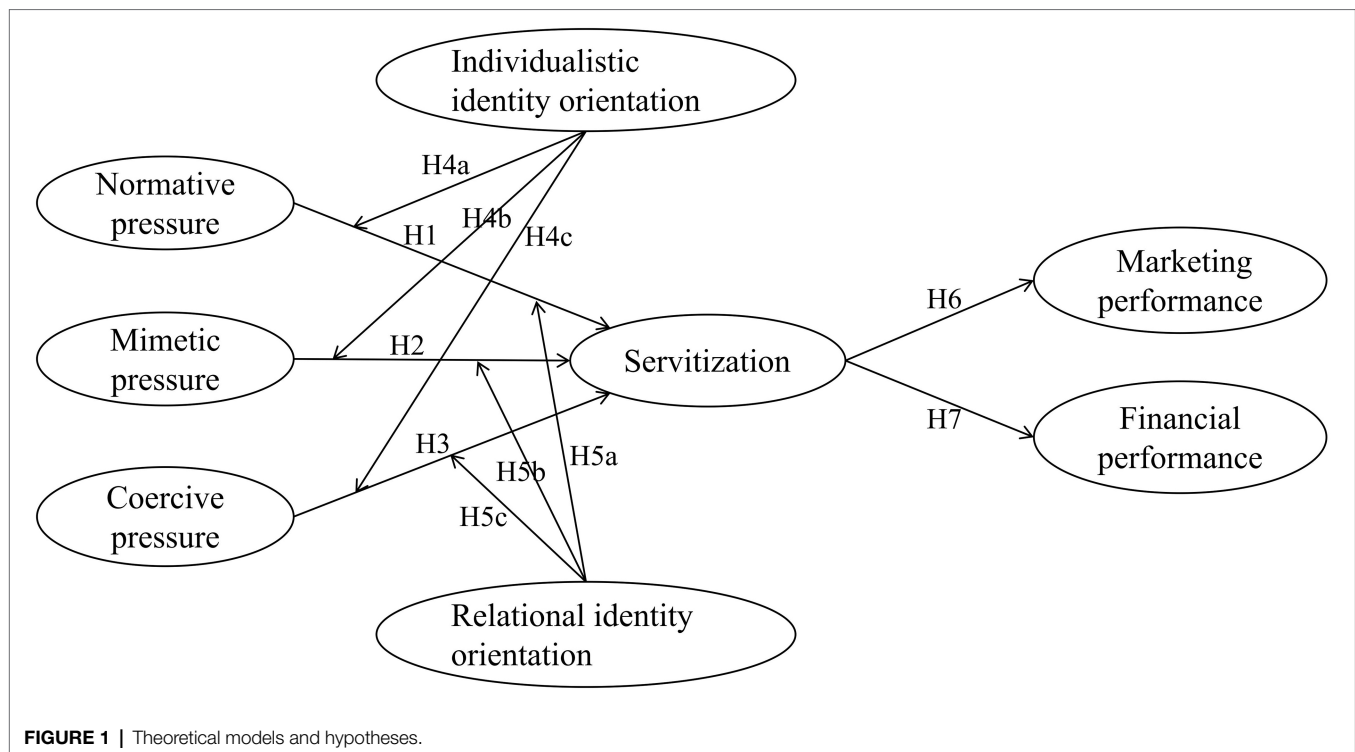 Individualistic
identity orientation
H4a
Normative
pressure
H4b
H1
H4c
Marketing
performance
H6
Mimetic
pressure
H2
Servitization
H7
Financial
performance
H3
H5a
H5b
Coercive
pressure
H5c
Relational identity
orientation
FIGURE 1 | Theoretical models and hypotheses.